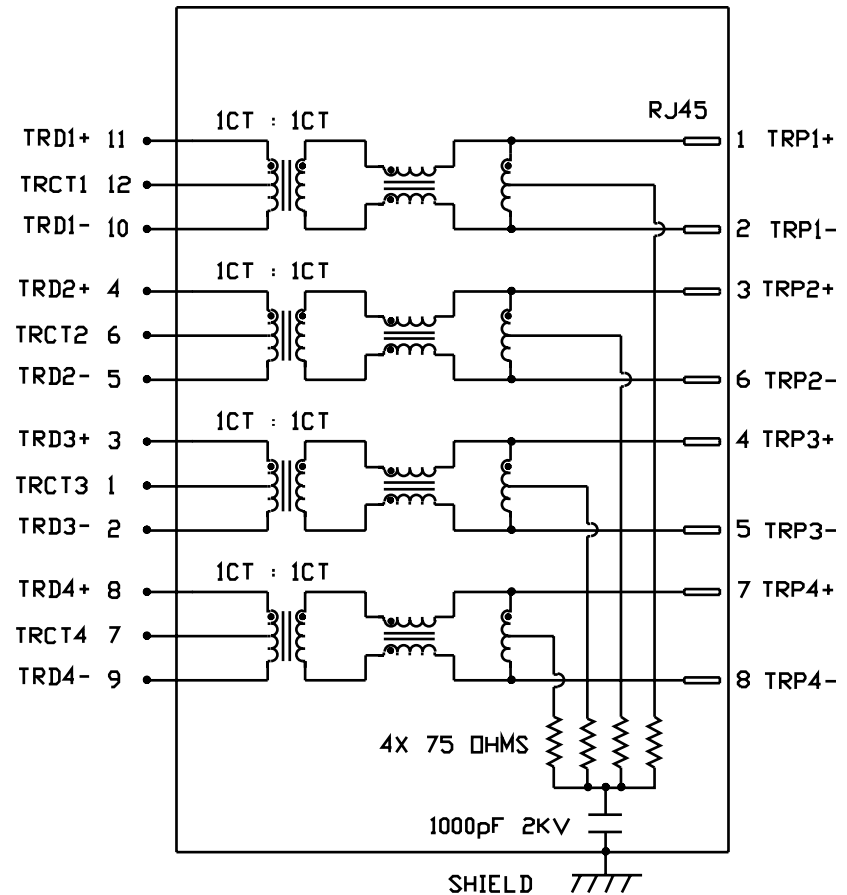 RJ45
1CT : 1CT
TRD1+ 11
1 TRP1+
TRCT1 12
TRD1- 10
2 TRP1-
1CT : 1CT
TRD2+ 4
3 TRP2+
TRCT2 6
TRD2- 5
6 TRP2-
1CT : 1CT
TRD3+ 3
4 TRP3+
TRCT3 1
TRD3- 2
5 TRP3-
1CT : 1CT
TRD4+ 8
7 TRP4+
TRCT4 7
TRD4- 9
8 TRP4-
4X 75 OHMS
1000pF 2KV
SHIELD